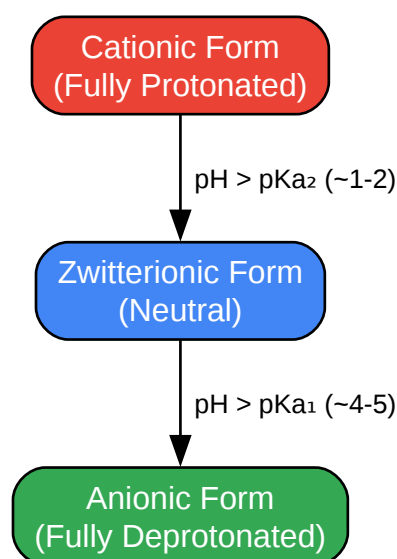 Cationic Form
(Fully Protonated)
pH > pKa₂ (~1-2)
Zwitterionic Form
(Neutral)
pH > pKa₁ (~4-5)
Anionic Form
(Fully Deprotonated)